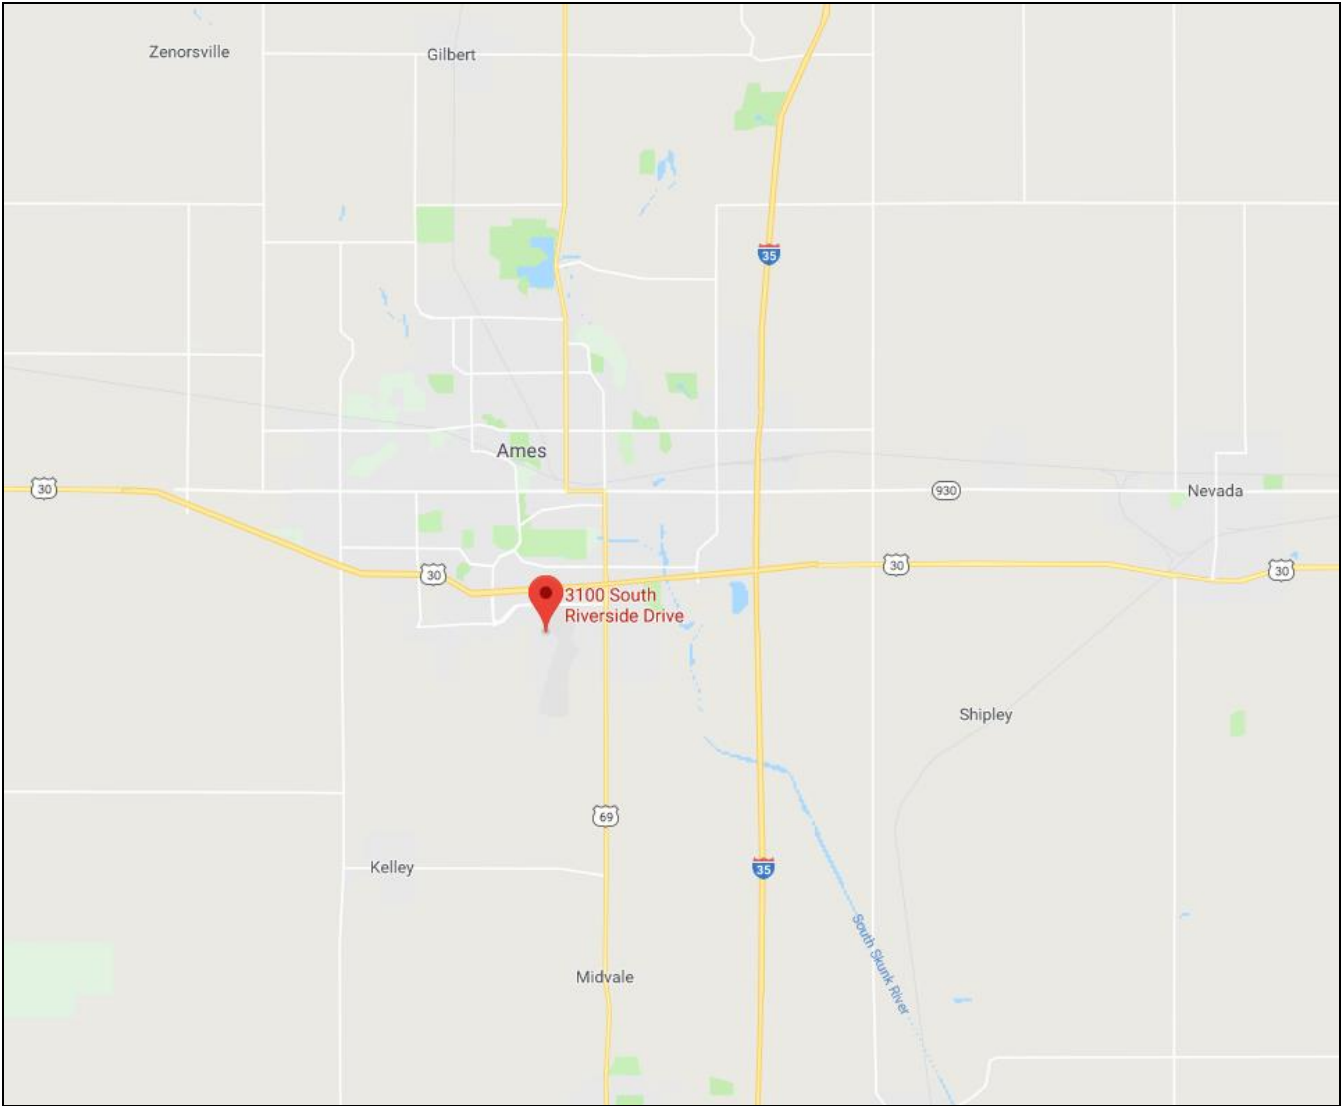 Zenorsville
Gilbert
35
Ames
30
930
Nevada
30
30
30
3100 South
Riverside Drive
Shipley
69
Kelley
35
South Skunk River
Midvale